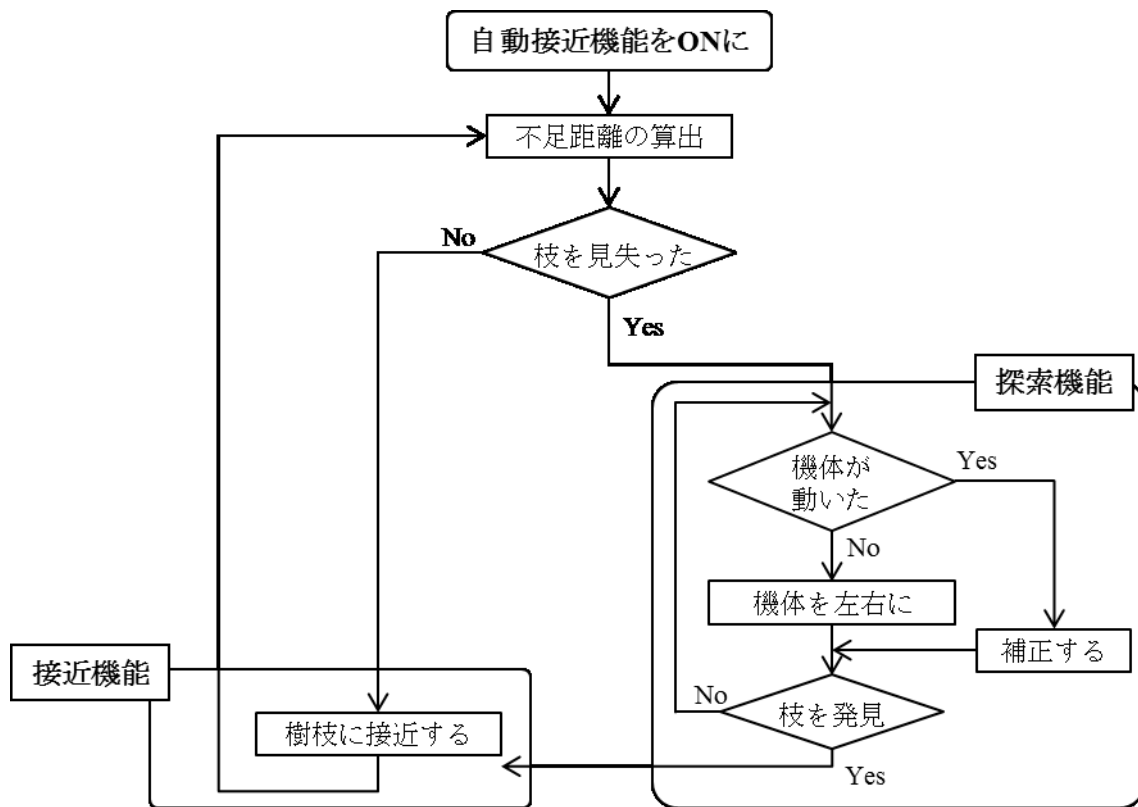 自動接近機能をONに
不足距離の算出
No
枝を見失った
Yes
探索機能
機体が
動いた
Yes
No
機体を左右に
補正する
接近機能
No
枝を発見
樹枝に接近する
Yes